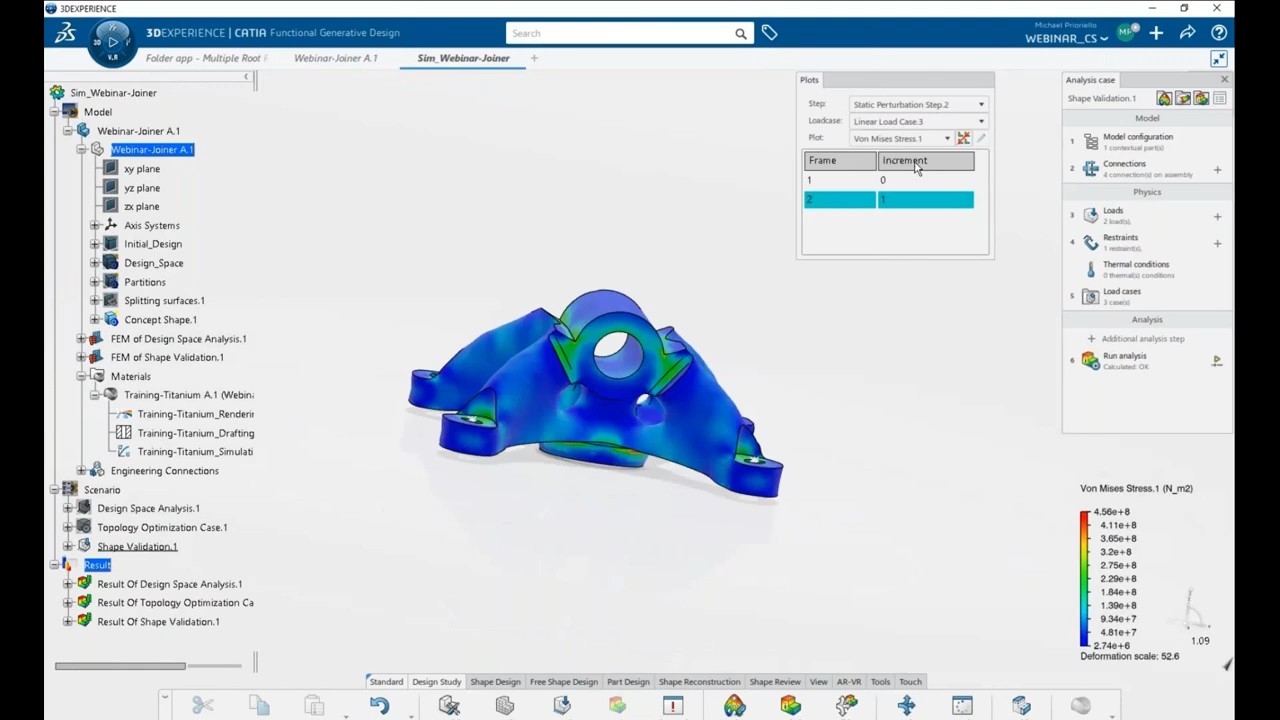 3DEXPERIENCE
3DEXPERIENCE | CATIA Functional Generative Design
Search
Michael Prioriello
WEBINAR_CS
MP
3D
V.R
Folder app - Multiple Root F
Webinar-Joiner A.1
Sim_Webinar-Joiner
Sim_Webinar-Joiner
Model
Webinar-Joiner A.1
Webinar-Joiner A.1
xy plane
yz plane
zx plane
Axis Systems
Initial_Design
Design_Space
Partitions
Splitting surfaces.1
Concept Shape.1
FEM of Design Space Analysis.1
FEM of Shape Validation.1
Materials
Training-Titanium A.1 (Webina
Training-Titanium_Renderin
Training-Titanium_Drafting
Training-Titanium_Simulati
Engineering Connections
Scenario
Design Space Analysis.1
Topology Optimization Case.1
Shape Validation.1
Result
Result Of Design Space Analysis.1
Result Of Topology Optimization Ca
Result Of Shape Validation.1
Plots
Step: Static Perturbation Step.2
Loadcase: Linear Load Case.3
Plot: Von Mises Stress.1
Frame Increment
1 0
2 1
Analysis case
Shape Validation.1
Model
1 Model configuration
1 contextual part(s)
2 Connections
4 connection(s) on assembly
Physics
3 Loads
2 load(s),
4 Restraints
1 restraint(s),
Thermal conditions
0 thermal(s) conditions
5 Load cases
3 case(s)
Analysis
Additional analysis step
6 Run analysis
Calculated: OK
Von Mises Stress.1 (N_m2)
4.56e+8
4.11e+8
3.65e+8
3.2e+8
2.75e+8
2.29e+8
1.84e+8
1.39e+8
9.34e+7
4.81e+7
2.74e+6
Deformation scale: 52.6
1.09
Standard Design Study Shape Design Free Shape Design Part Design Shape Reconstruction Shape Review View AR-VR Tools Touch